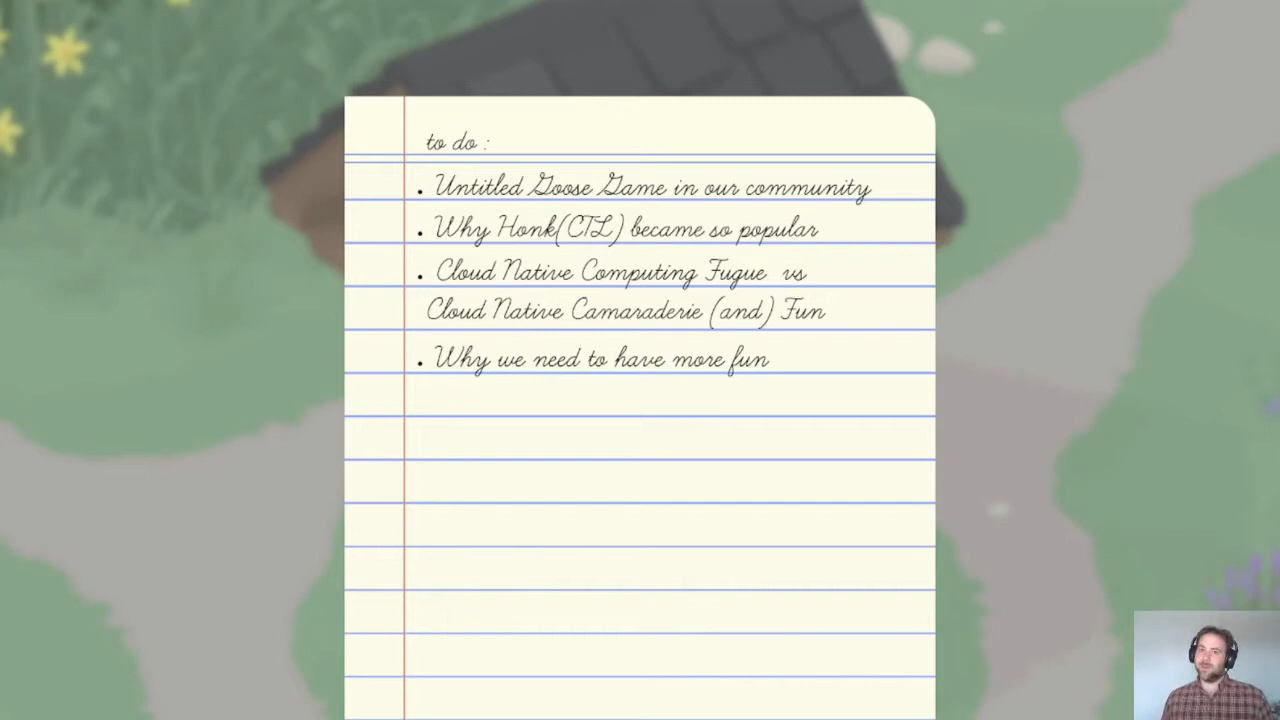 to do :
. Untitled Goose Game in our community
. Why Honk(CTL) became so popular
. Cloud Native Computing Fugue vs
Cloud Native Camaraderie (and) Fun
. Why we need to have more fun